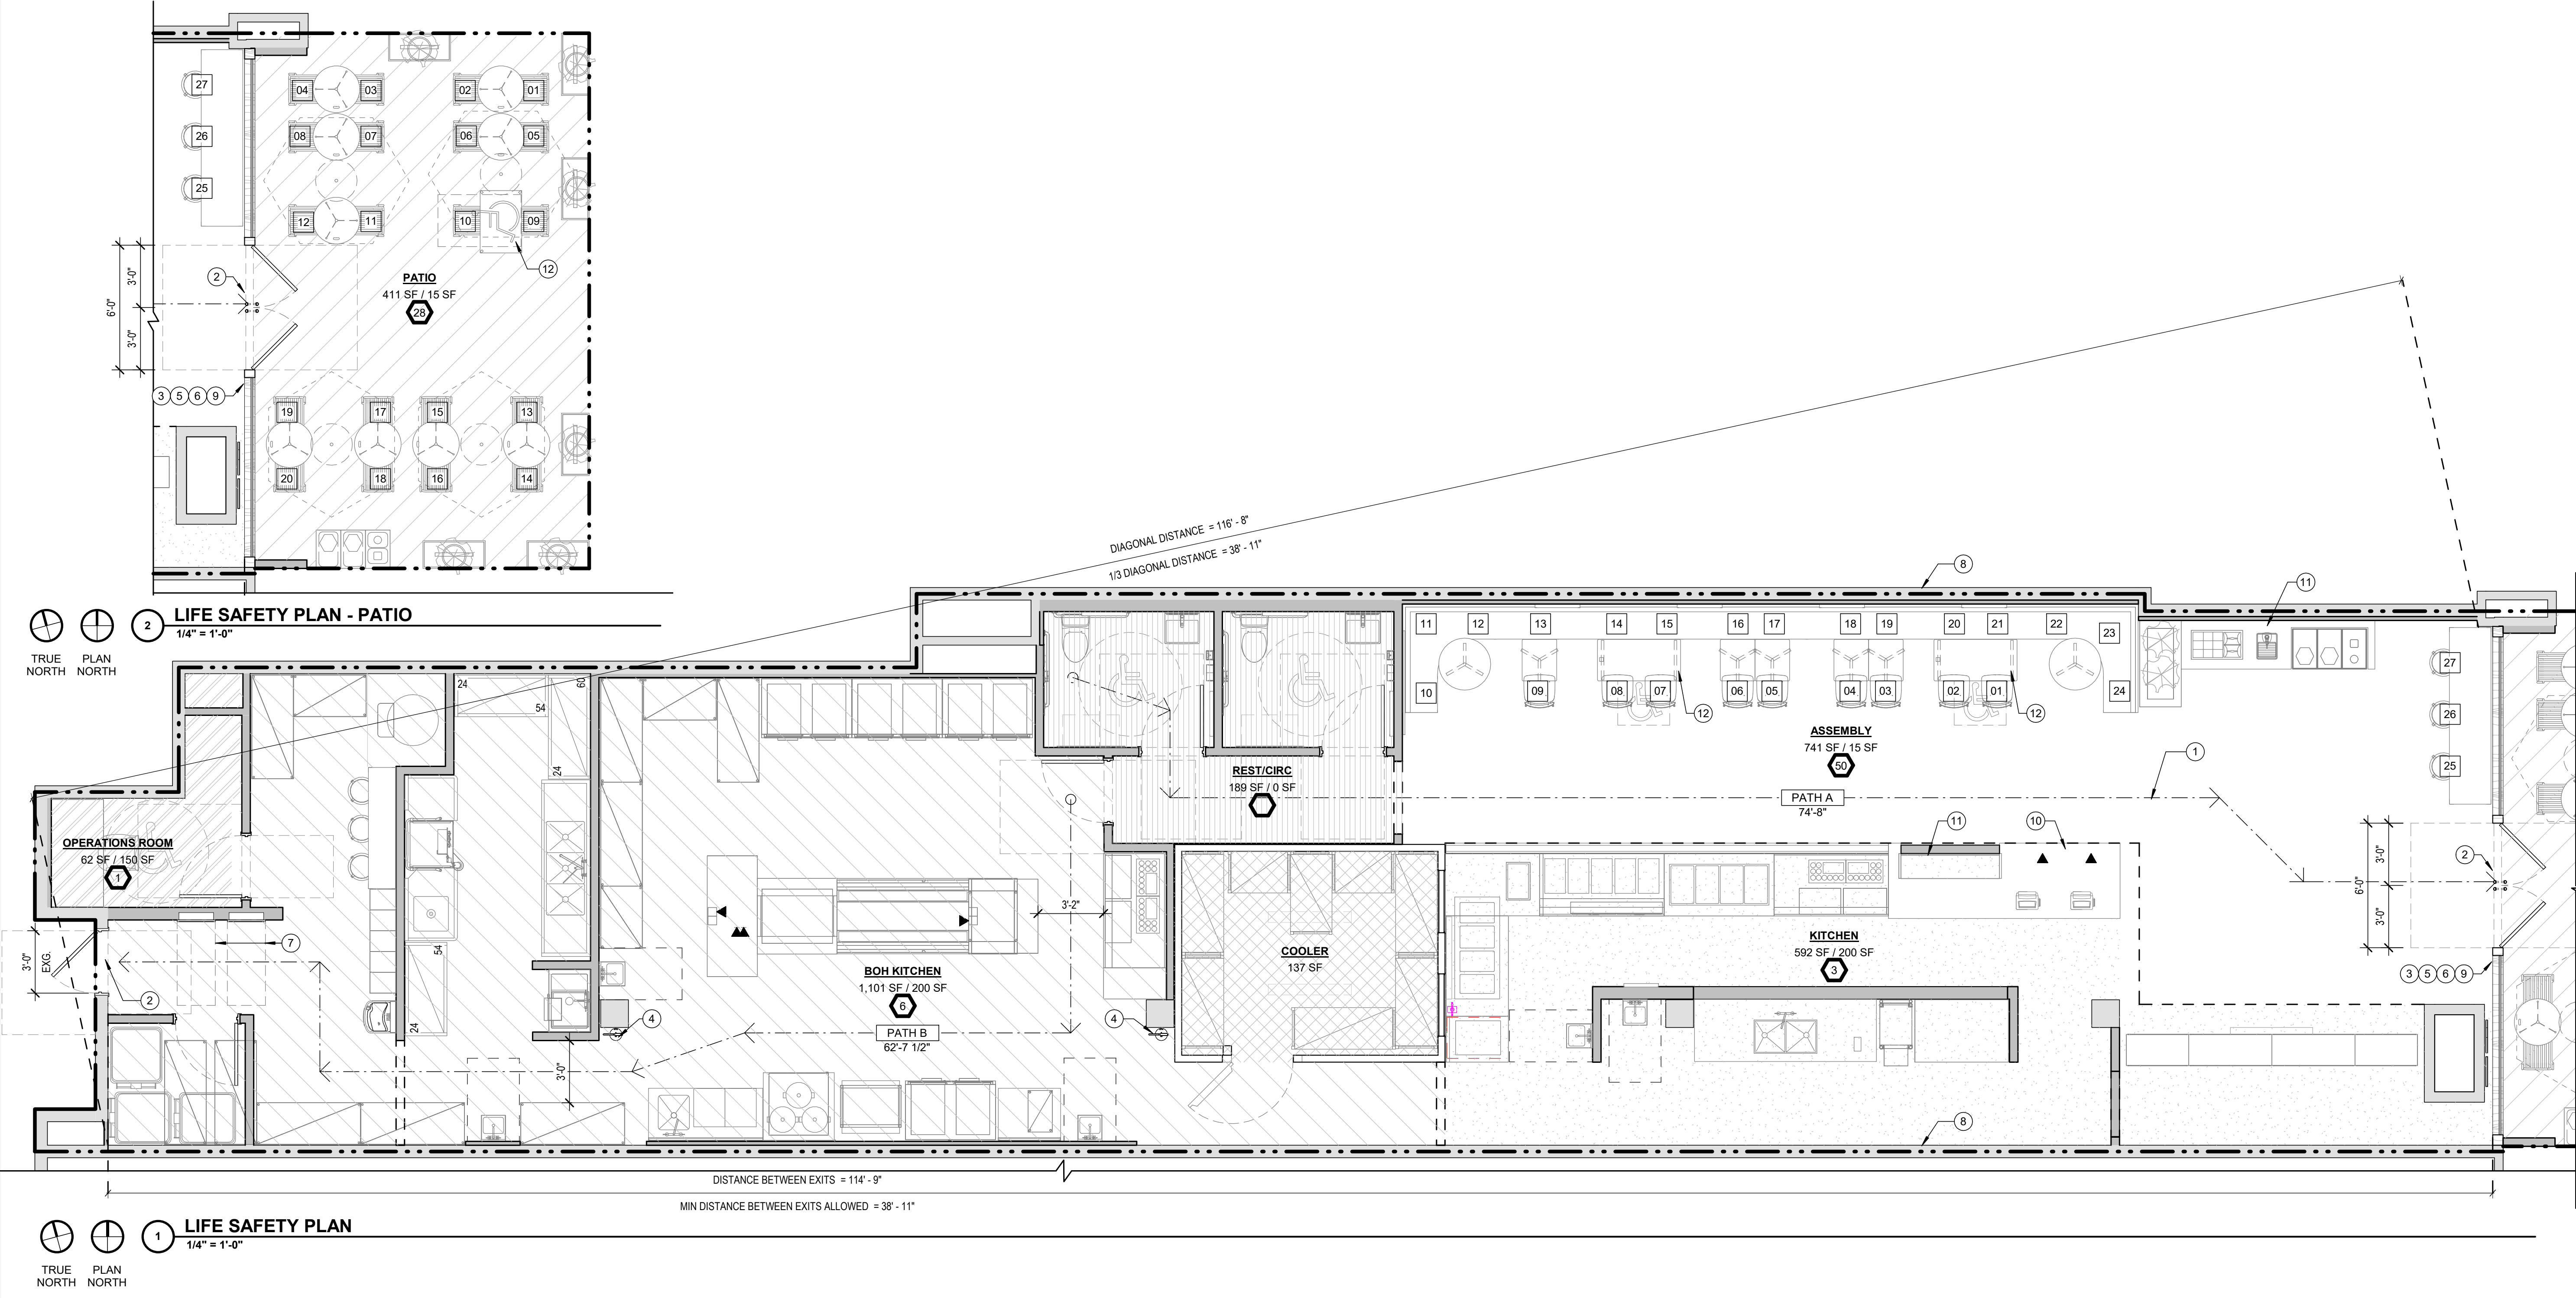 27
26
25
04
03
02
01
08
07
06
05
12
11
10
09
12
2
PATIO
411 SF / 15 SF
28
3'-0"
6'-0"
3'-0"
3 5 6 9
19
17
15
13
20
18
16
14
2
LIFE SAFETY PLAN - PATIO
1/4" = 1'-0"
TRUE NORTH
PLAN NORTH
DIAGONAL DISTANCE = 116' - 8"
1/3 DIAGONAL DISTANCE = 38' - 11"
8
11
11
12
13
14
15
16
17
18
19
20
21
22
23
10
09
08
07
06
05
04
03
02
01
24
12
12
27
26
25
ASSEMBLY
741 SF / 15 SF
50
1
PATH A
74'-8"
REST/CIRC
189 SF / 0 SF
24
60
54
24
54
24
OPERATIONS ROOM
62 SF / 150 SF
1
3'-0"
EXG.
7
2
3'-2"
BOH KITCHEN
1,101 SF / 200 SF
6
PATH B
62'-7 1/2"
4
4
3'-0"
COOLER
137 SF
11
10
KITCHEN
592 SF / 200 SF
3
2
3'-0"
6'-0"
3'-0"
3 5 6 9
8
DISTANCE BETWEEN EXITS = 114' - 9"
MIN DISTANCE BETWEEN EXITS ALLOWED = 38' - 11"
1
LIFE SAFETY PLAN
1/4" = 1'-0"
TRUE NORTH
PLAN NORTH